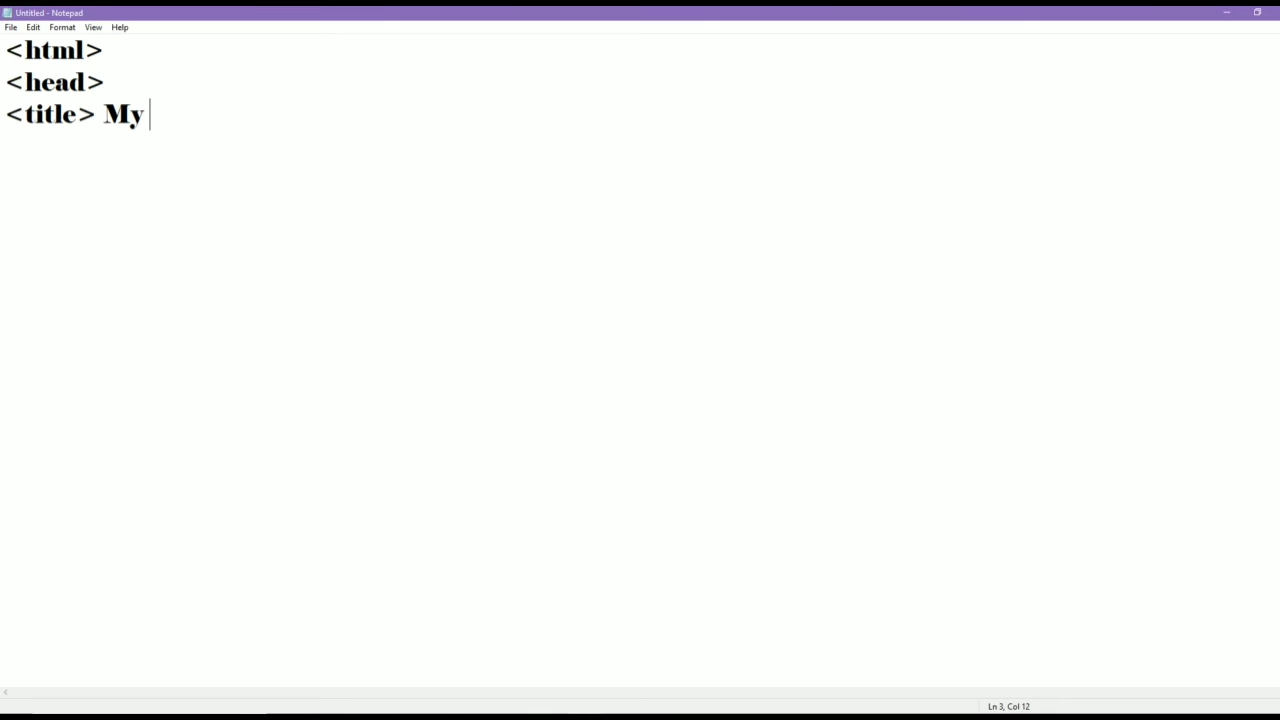 Untitled - Notepad
File Edit Format View Help
<html>
<head>
<title> My
Ln 3, Col 12